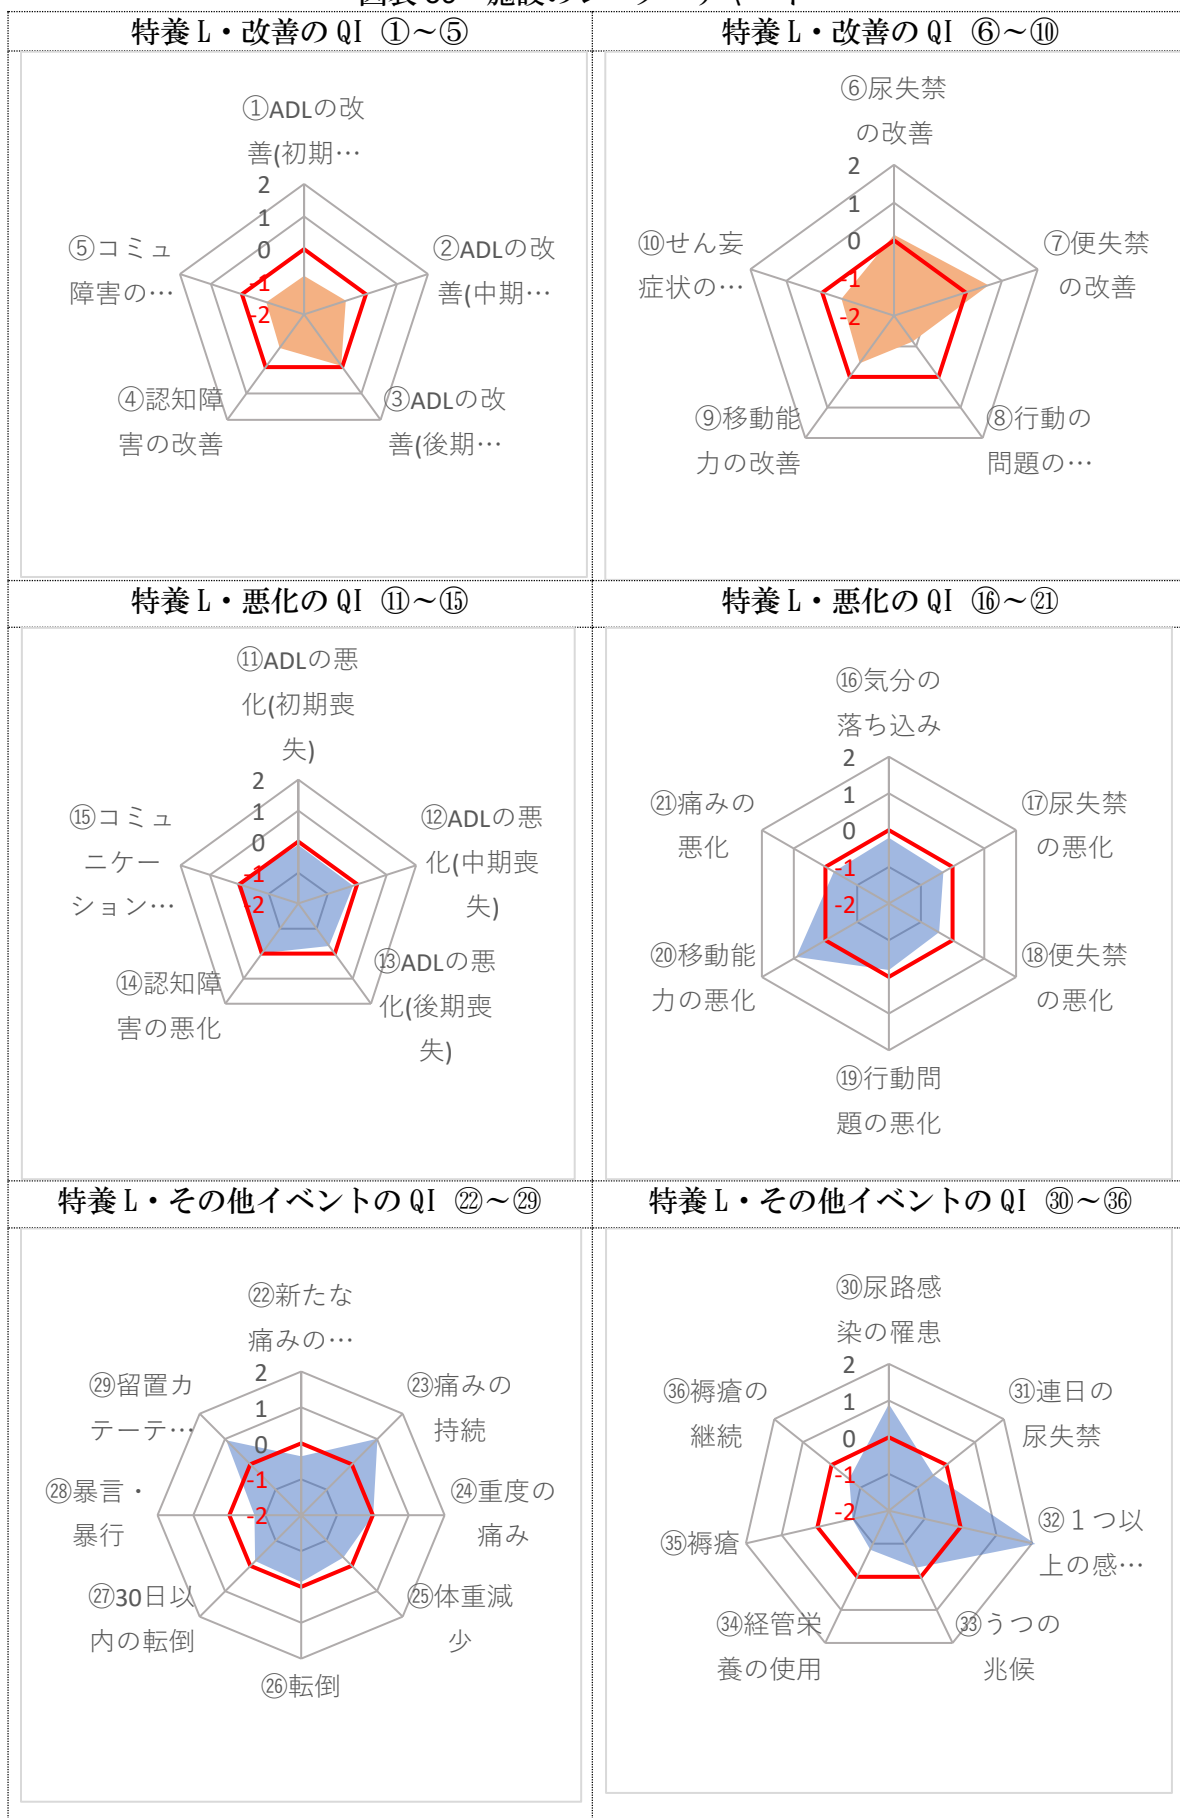 特養 L・改善の QI ①～⑤
特養 L・改善の QI ⑥～⑩
①ADLの改
善(初期…
2
1
0
-1
-2
②ADLの改
善(中期…
③ADLの改
善(後期…
④認知障
害の改善
⑤コミュ
障害の…
⑥尿失禁
の改善
2
1
0
-1
-2
⑦便失禁
の改善
⑧行動の
問題の…
⑨移動能
力の改善
⑩せん妄
症状の…
特養 L・悪化の QI ⑪～⑮
特養 L・悪化の QI ⑯～㉑
⑪ADLの悪
化(初期喪
失)
2
1
0
-1
-2
⑫ADLの悪
化(中期喪
失)
⑬ADLの悪
化(後期喪
失)
⑭認知障
害の悪化
⑮コミュ
ニケー
ション…
⑯気分の
落ち込み
2
1
0
-1
-2
⑰尿失禁
の悪化
⑱便失禁
の悪化
⑲行動問
題の悪化
⑳移動能
力の悪化
㉑痛みの
悪化
特養 L・その他イベントの QI ㉒～㉙
特養 L・その他イベントの QI ㉚～㊱
㉒新たな
痛みの…
2
1
0
-1
-2
㉓痛みの
持続
㉔重度の
痛み
㉕体重減
少
㉖転倒
㉗30日以
内の転倒
㉘暴言・
暴行
㉙留置カ
テーテ…
㉚尿路感
染の罹患
2
1
0
-1
-2
㉛連日の
尿失禁
㉜１つ以
上の感…
㉝うつの
兆候
㉞経管栄
養の使用
㉟褥瘡
㊱褥瘡の
継続